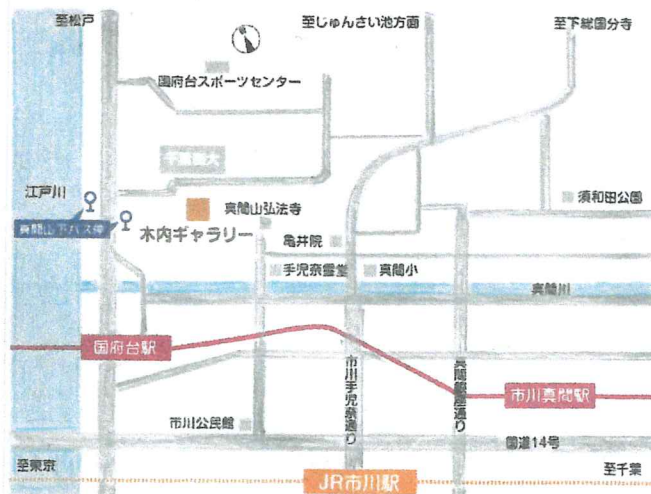 至松戸
至じゅんさい池方面
至下総国分寺
国府台スポーツセンター
千葉商大
江戸川
真間山下バス停
木内ギャラリー
真間山弘法寺
須和田公園
亀井院
手児奈霊堂
真間小
真間川
国府台駅
市川真間駅
市川手児奈通り
真間銀座通り
市川公民館
国道14号
至東京
至千葉
JR市川駅